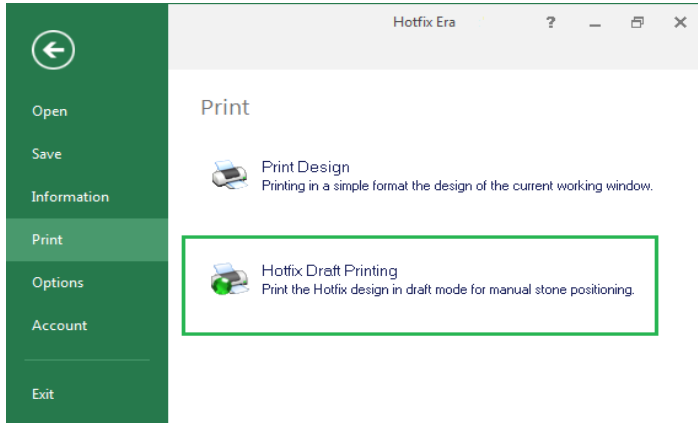 Hotfix Era
?
Open
Save
Information
Print
Options
Account
Exit
Print
Print Design
Printing in a simple format the design of the current working window.
Hotfix Draft Printing
Print the Hotfix design in draft mode for manual stone positioning.